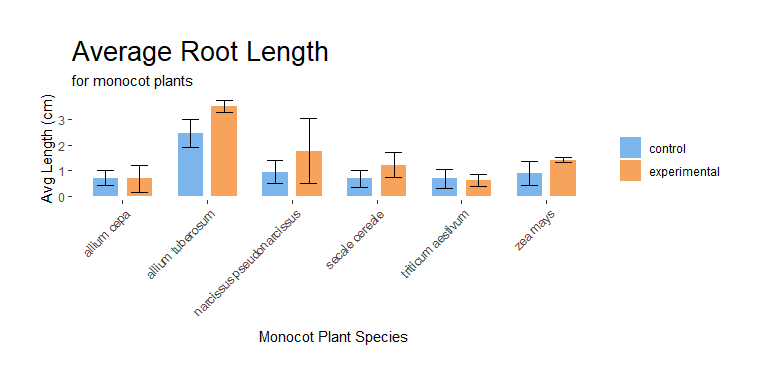 Average Root Length
for monocot plants
Avg Length (cm)
3
2
1
0
control
experimental
allium cepa
allium tuberosum
narcissus pseudonarcissus
secale cereale
triticum aestivum
zea mays
Monocot Plant Species